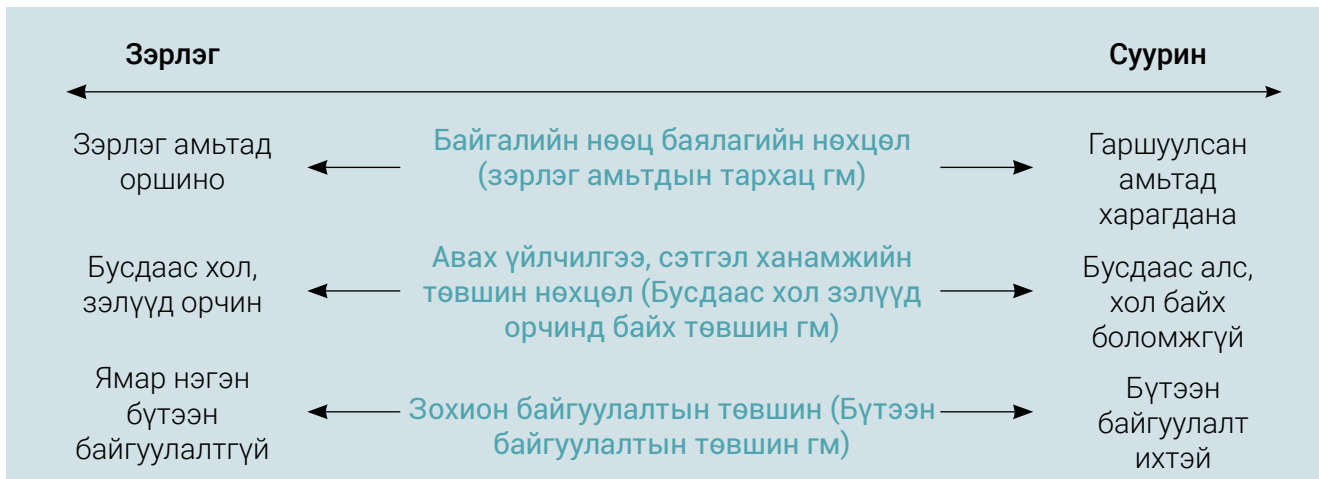 Зэрлэг
Суурин
Зэрлэг амьтад
оршино
Байгалийн нөөц баялагийн нөхцөл
(зэрлэг амьтдын тархац гм)
Гаршуулсан
амьтад
харагдана
Бусдаас хол,
зэлүүд орчин
Авах үйлчилгээ, сэтгэл ханамжийн
төвшин нөхцөл (Бусдаас хол зэлүүд
орчинд байх төвшин гм)
Бусдаас алс,
хол байх
боломжгүй
Ямар нэгэн
бүтээн
байгуулалтгүй
Зохион байгуулалтын төвшин (Бүтээн
байгуулалтын төвшин гм)
Бүтээн
байгуулалт
ихтэй